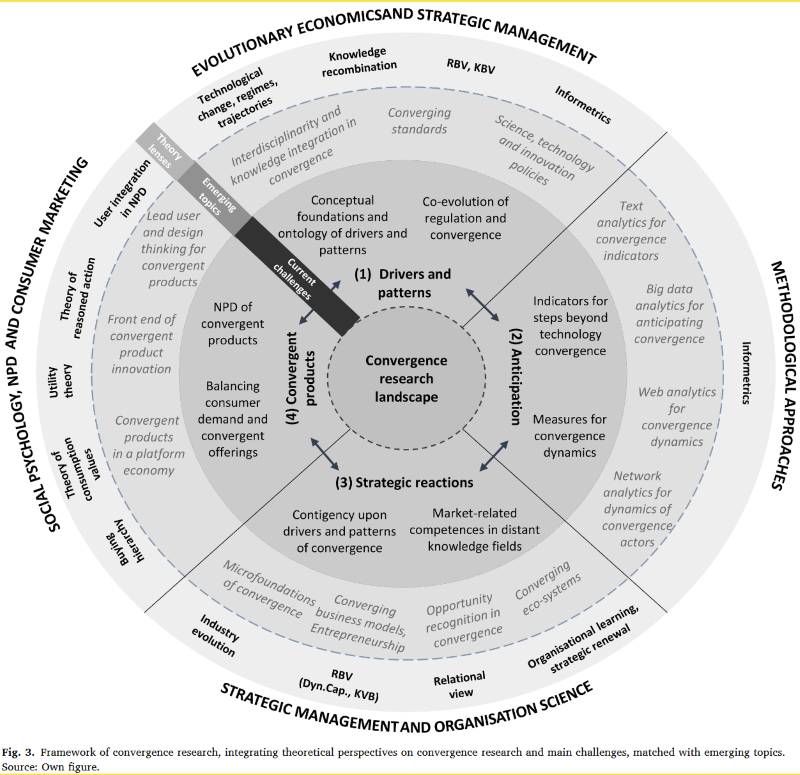 EVOLUTIONARY ECONOMICSAND STRATEGIC MANAGEMENT
Technological
change, regimes,
trajectories
Knowledge
recombination
RBV, KBV
Informetrics
Interdisciplinarity and
knowledge integration in
convergence
Converging
standards
Science, technology
and innovation
policies
Theory
lenses
Emerging
topics
Current
challenges
Conceptual
foundations and
ontology of drivers and
patterns
Co-evolution of
regulation and
convergence
(1) Drivers and
patterns
METHODOLOGICAL APPROACHES
Informetrics
Text
analytics for
convergence
indicators
Big data
analytics for
anticipating
convergence
Web analytics
for
convergence
dynamics
Network
analytics for
dynamics of
convergence
actors
Indicators for
steps beyond
technology
convergence
Measures for
convergence
dynamics
(2) Anticipation
Convergence
research
landscape
(3) Strategic reactions
Contigency upon
drivers and patterns
of convergence
Market-related
competences in distant
knowledge fields
Microfoundations
of convergence
Converging
business models,
Entrepreneurship
Opportunity
recognition in
convergence
Converging
eco-systems
Industry
evolution
RBV
(Dyn.Cap., KVB)
Relational
view
Organisational learning,
strategic renewal
STRATEGIC MANAGEMENT AND ORGANISATION SCIENCE
SOCIAL PSYCHOLOGY, NPD AND CONSUMER MARKETING
User integration
in NPD
Theory of
reasoned action
Utility
theory
Theory of
consumption
values
Buying
hierarchy
Lead user
and design
thinking for
convergent
products
Front end of
convergent
product
innovation
Convergent
products
in a platform
economy
NPD of
convergent
products
Balancing
consumer
demand and
convergent
offerings
(4) Convergent
products
Fig. 3. Framework of convergence research, integrating theoretical perspectives on convergence research and main challenges, matched with emerging topics.
Source: Own figure.